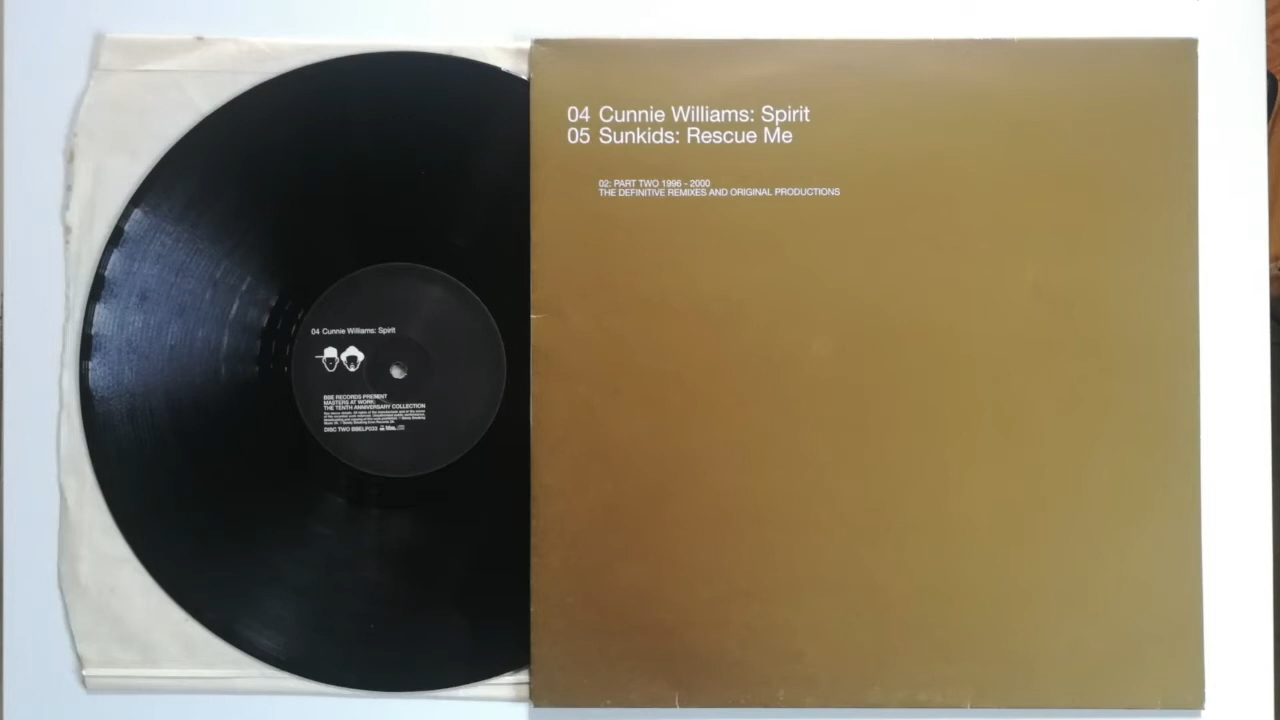 04 Cunnie Williams: Spirit
05 Sunkids: Rescue Me
02: PART TWO 1996 - 2000
THE DEFINITIVE REMIXES AND ORIGINAL PRODUCTIONS
04 Cunnie Williams: Spirit
BBE RECORDS PRESENT
MASTERS AT WORK:
THE TENTH ANNIVERSARY COLLECTION
DISC TWO BBELP033